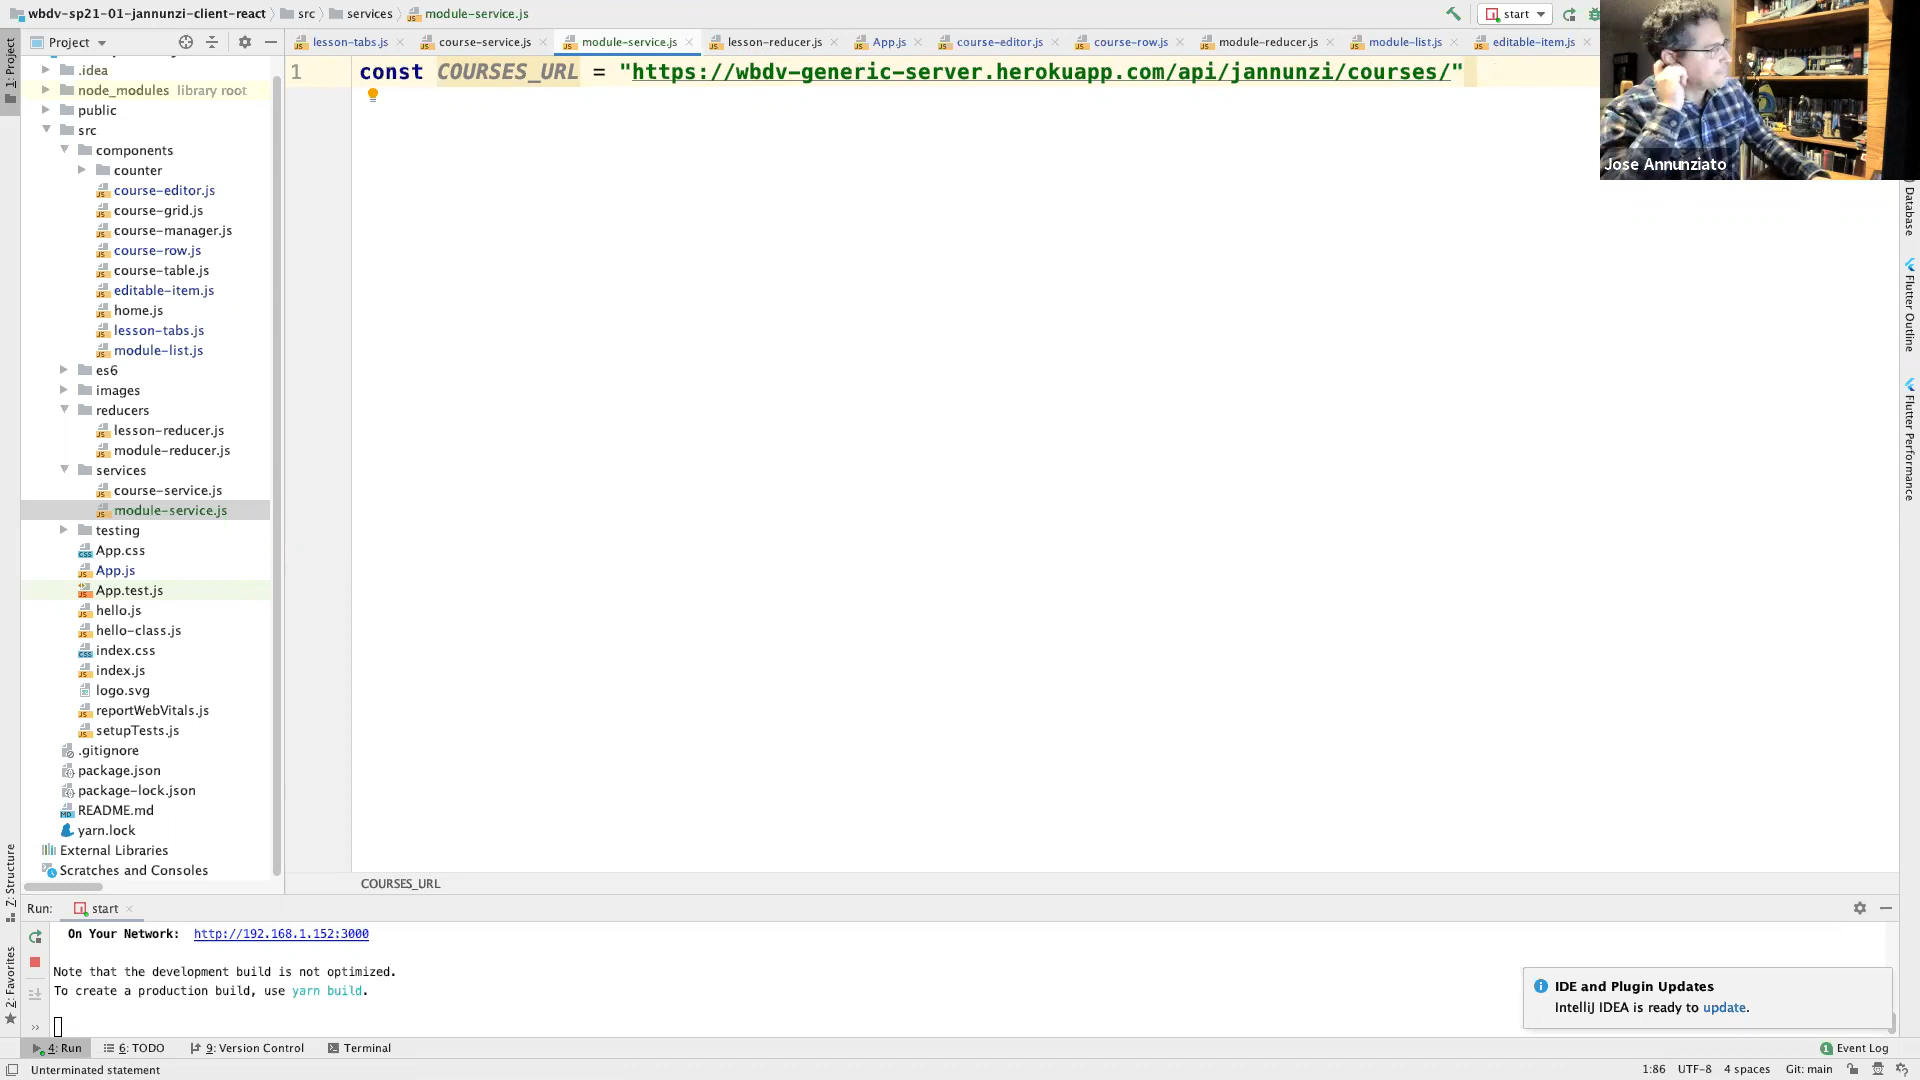 wbdv-sp21-01-jannunzi-client-react src services module-service.js
start
1: Project
Project
lesson-tabs.js course-service.js module-service.js lesson-reducer.js App.js course-editor.js course-row.js module-reducer.js module-list.js editable-item.js
1 const COURSES_URL = "https://wbdv-generic-server.herokuapp.com/api/jannunzi/courses/"
Jose Annunziato
.idea
node_modules library root
public
src
components
counter
course-editor.js
course-grid.js
course-manager.js
course-row.js
course-table.js
editable-item.js
home.js
lesson-tabs.js
module-list.js
es6
images
reducers
lesson-reducer.js
module-reducer.js
services
course-service.js
module-service.js
testing
App.css
App.js
App.test.js
hello.js
hello-class.js
index.css
index.js
logo.svg
reportWebVitals.js
setupTests.js
.gitignore
package.json
package-lock.json
README.md
yarn.lock
External Libraries
Scratches and Consoles
Database
Flutter Outline
Flutter Performance
COURSES_URL
Z: Structure
2: Favorites
Run: start
On Your Network: http://192.168.1.152:3000
Note that the development build is not optimized.
To create a production build, use yarn build.
IDE and Plugin Updates
IntelliJ IDEA is ready to update.
4: Run 6: TODO 9: Version Control Terminal
1 Event Log
Unterminated statement
1:86 UTF-8 4 spaces Git: main